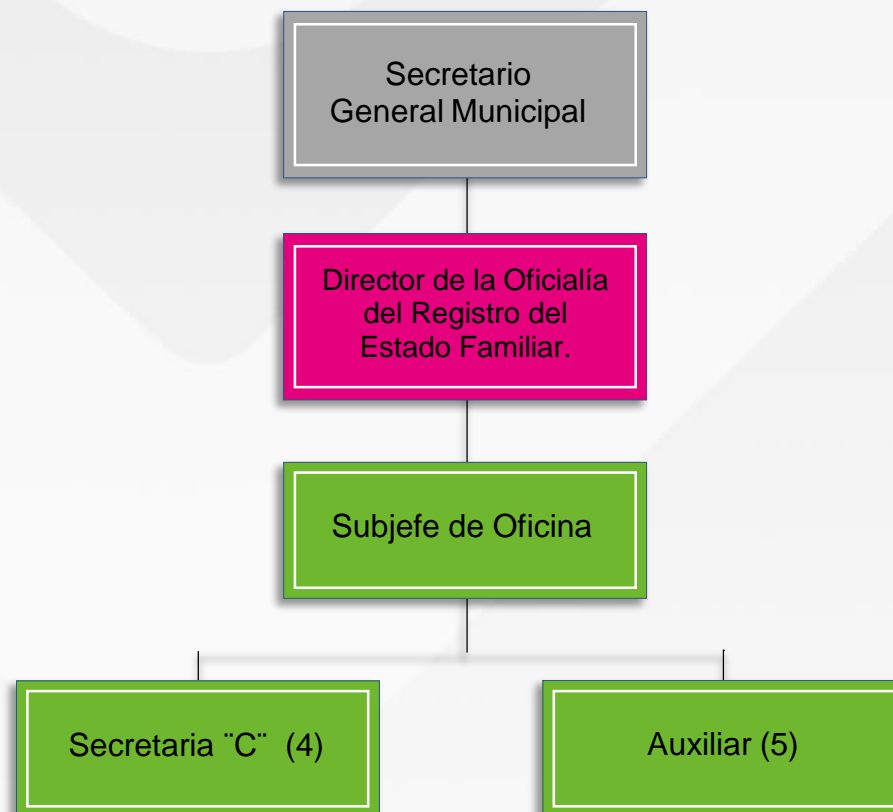 Secretario
General Municipal
Director de la Oficialía
del Registro del
Estado Familiar.
Subjefe de Oficina
Secretaria ¨C¨ (4)
Auxiliar (5)